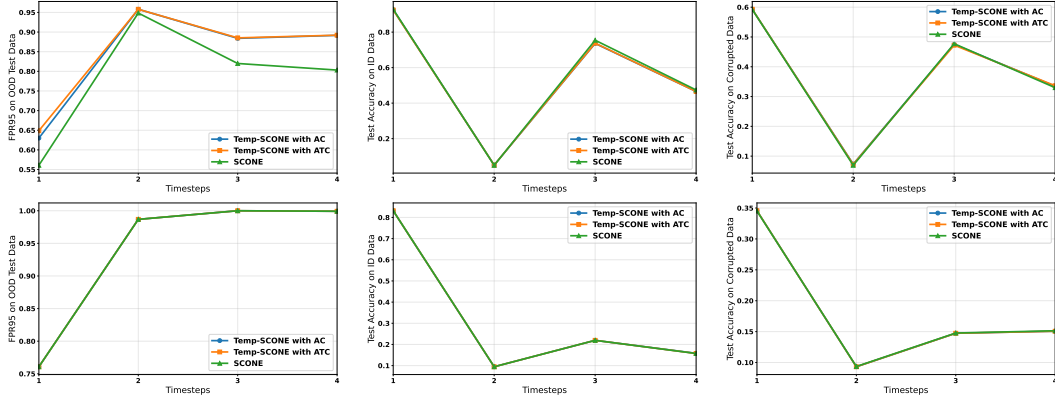 FPR95 on OOD Test Data
0.95
0.90
0.85
0.80
0.75
0.70
0.65
0.60
0.55
1
2
3
4
Timesteps
Temp-SCONE with AC
Temp-SCONE with ATC
SCONE
Test Accuracy on ID Data
0.8
0.6
0.4
0.2
1
2
3
4
Timesteps
Temp-SCONE with AC
Temp-SCONE with ATC
SCONE
Test Accuracy on Corrupted Data
0.6
0.5
0.4
0.3
0.2
0.1
1
2
3
4
Timesteps
Temp-SCONE with AC
Temp-SCONE with ATC
SCONE
FPR95 on OOD Test Data
1.00
0.95
0.90
0.85
0.80
0.75
1
2
3
4
Timesteps
Temp-SCONE with AC
Temp-SCONE with ATC
SCONE
Test Accuracy on ID Data
0.8
0.7
0.6
0.5
0.4
0.3
0.2
0.1
1
2
3
4
Timesteps
Temp-SCONE with AC
Temp-SCONE with ATC
SCONE
Test Accuracy on Corrupted Data
0.35
0.30
0.25
0.20
0.15
0.10
1
2
3
4
Timesteps
Temp-SCONE with AC
Temp-SCONE with ATC
SCONE